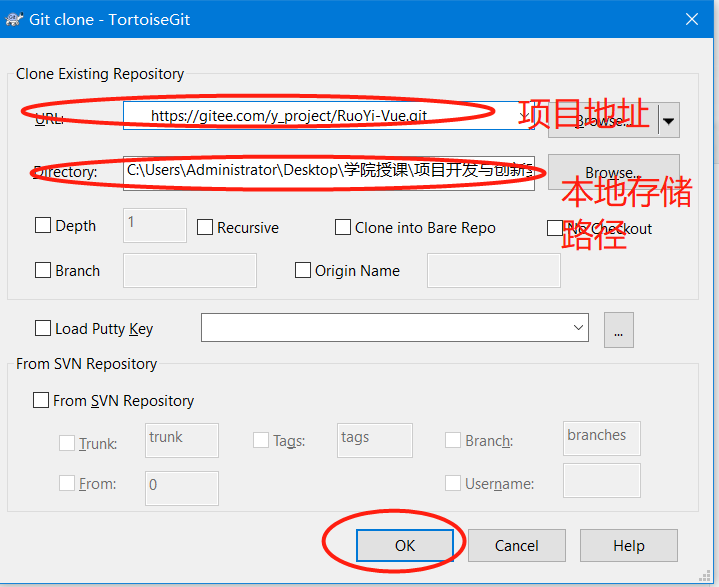 Git clone - TortoiseGit
Clone Existing Repository
URL: https://gitee.com/y_project/RuoYi-Vue.git Browse... 项目地址
Directory: C:\Users\Administrator\Desktop\学院授课\项目开发与创新 Browse...
本地存储
路径
Depth 1 Recursive Clone into Bare Repo No Checkout
Branch Origin Name
Load Putty Key ...
From SVN Repository
From SVN Repository
Trunk: trunk Tags: tags Branch: branches
From: 0 Username:
OK Cancel Help